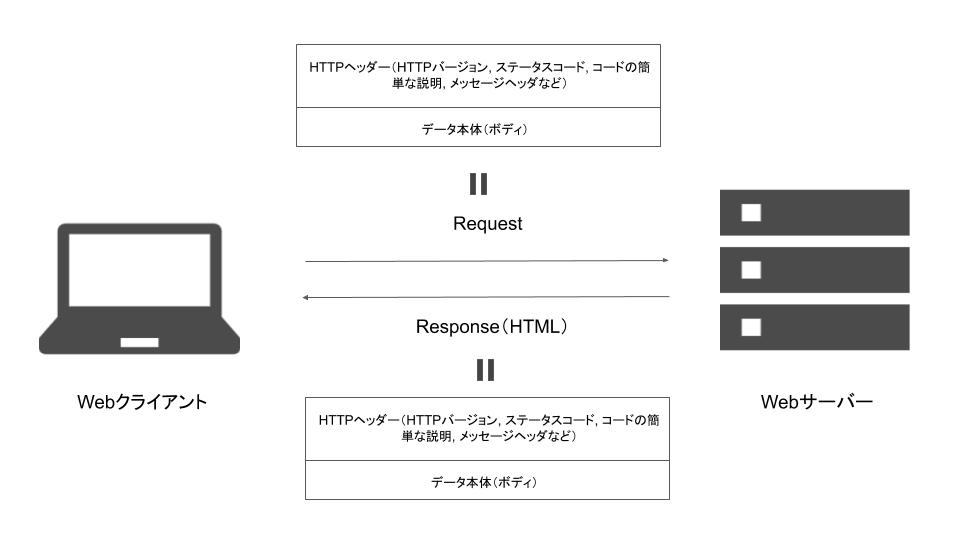 HTTPヘッダー（HTTPバージョン, ステータスコード, コードの簡
単な説明, メッセージヘッダなど）
データ本体（ボディ）
Request
Response（HTML）
Webクライアント
Webサーバー
HTTPヘッダー（HTTPバージョン, ステータスコード, コードの簡
単な説明, メッセージヘッダなど）
データ本体（ボディ）